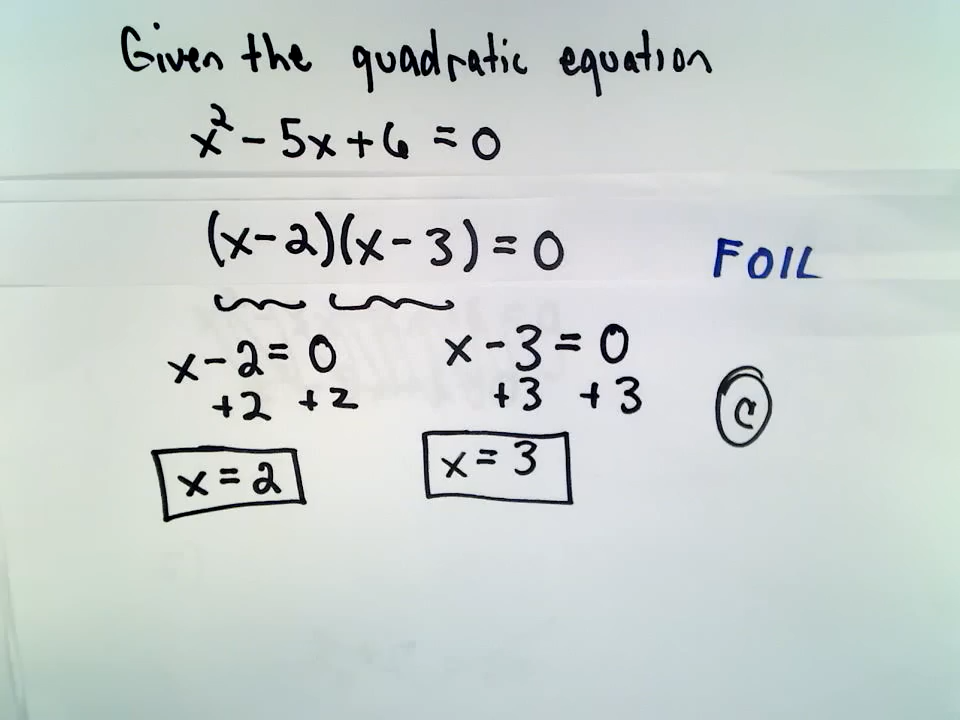 Given the quadratic equation
x² - 5x + 6 = 0
(x - 2)(x - 3) = 0
FOIL
x - 2 = 0
x - 3 = 0
+2 +2
+3 +3
C
x = 2
x = 3